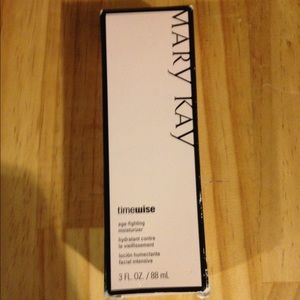 MARY KAY
timewise
age-fighting
moisturizer
hydratant contre
le vieillissement
loción humectante
facial intensiva
3 FL. OZ. / 88 mL